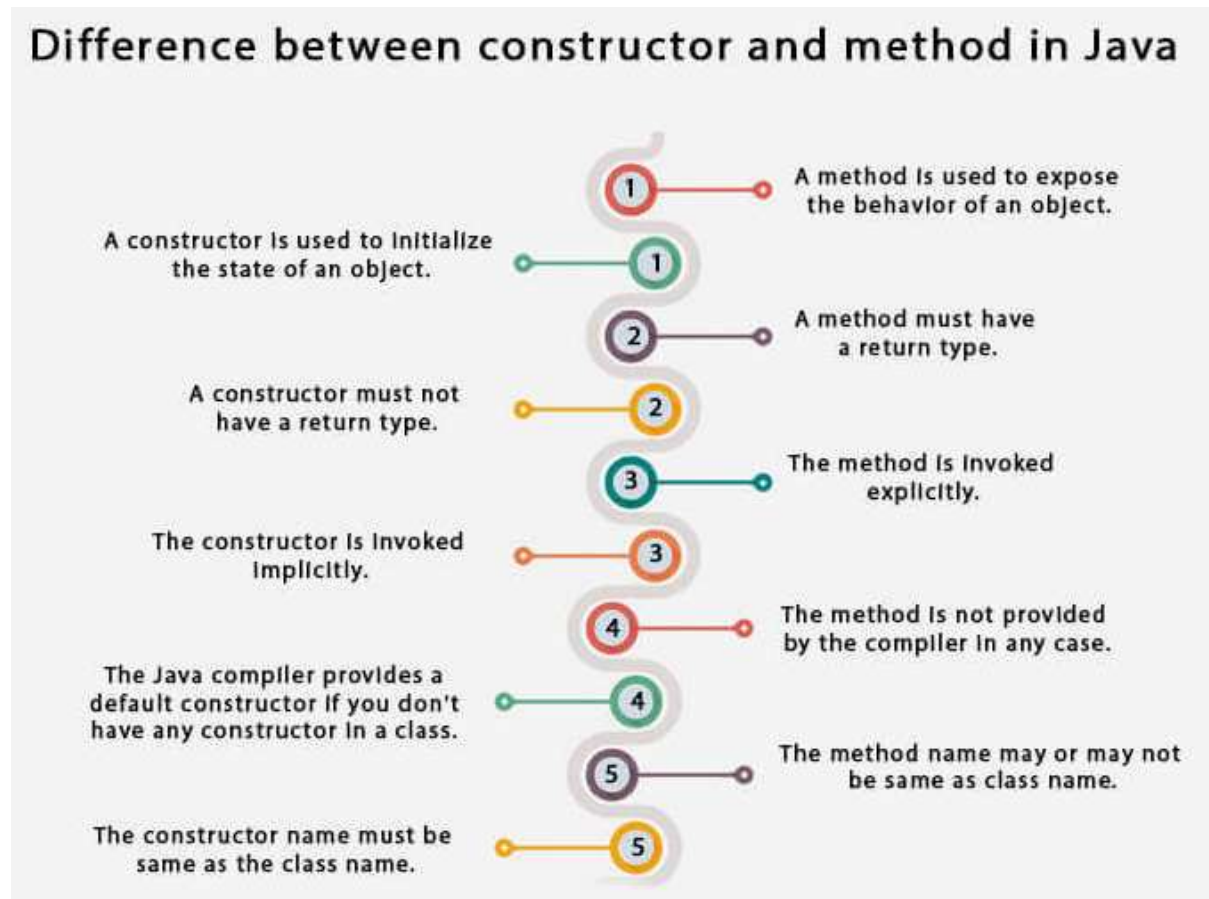 Difference between constructor and method in Java
1
A method is used to expose
the behavior of an object.
A constructor is used to initialize
the state of an object.
1
2
A method must have
a return type.
A constructor must not
have a return type.
2
3
The method is invoked
explicitly.
The constructor is invoked
implicitly.
3
4
The method is not provided
by the compiler in any case.
The Java compiler provides a
default constructor if you don't
have any constructor in a class.
4
5
The method name may or may not
be same as class name.
The constructor name must be
same as the class name.
5